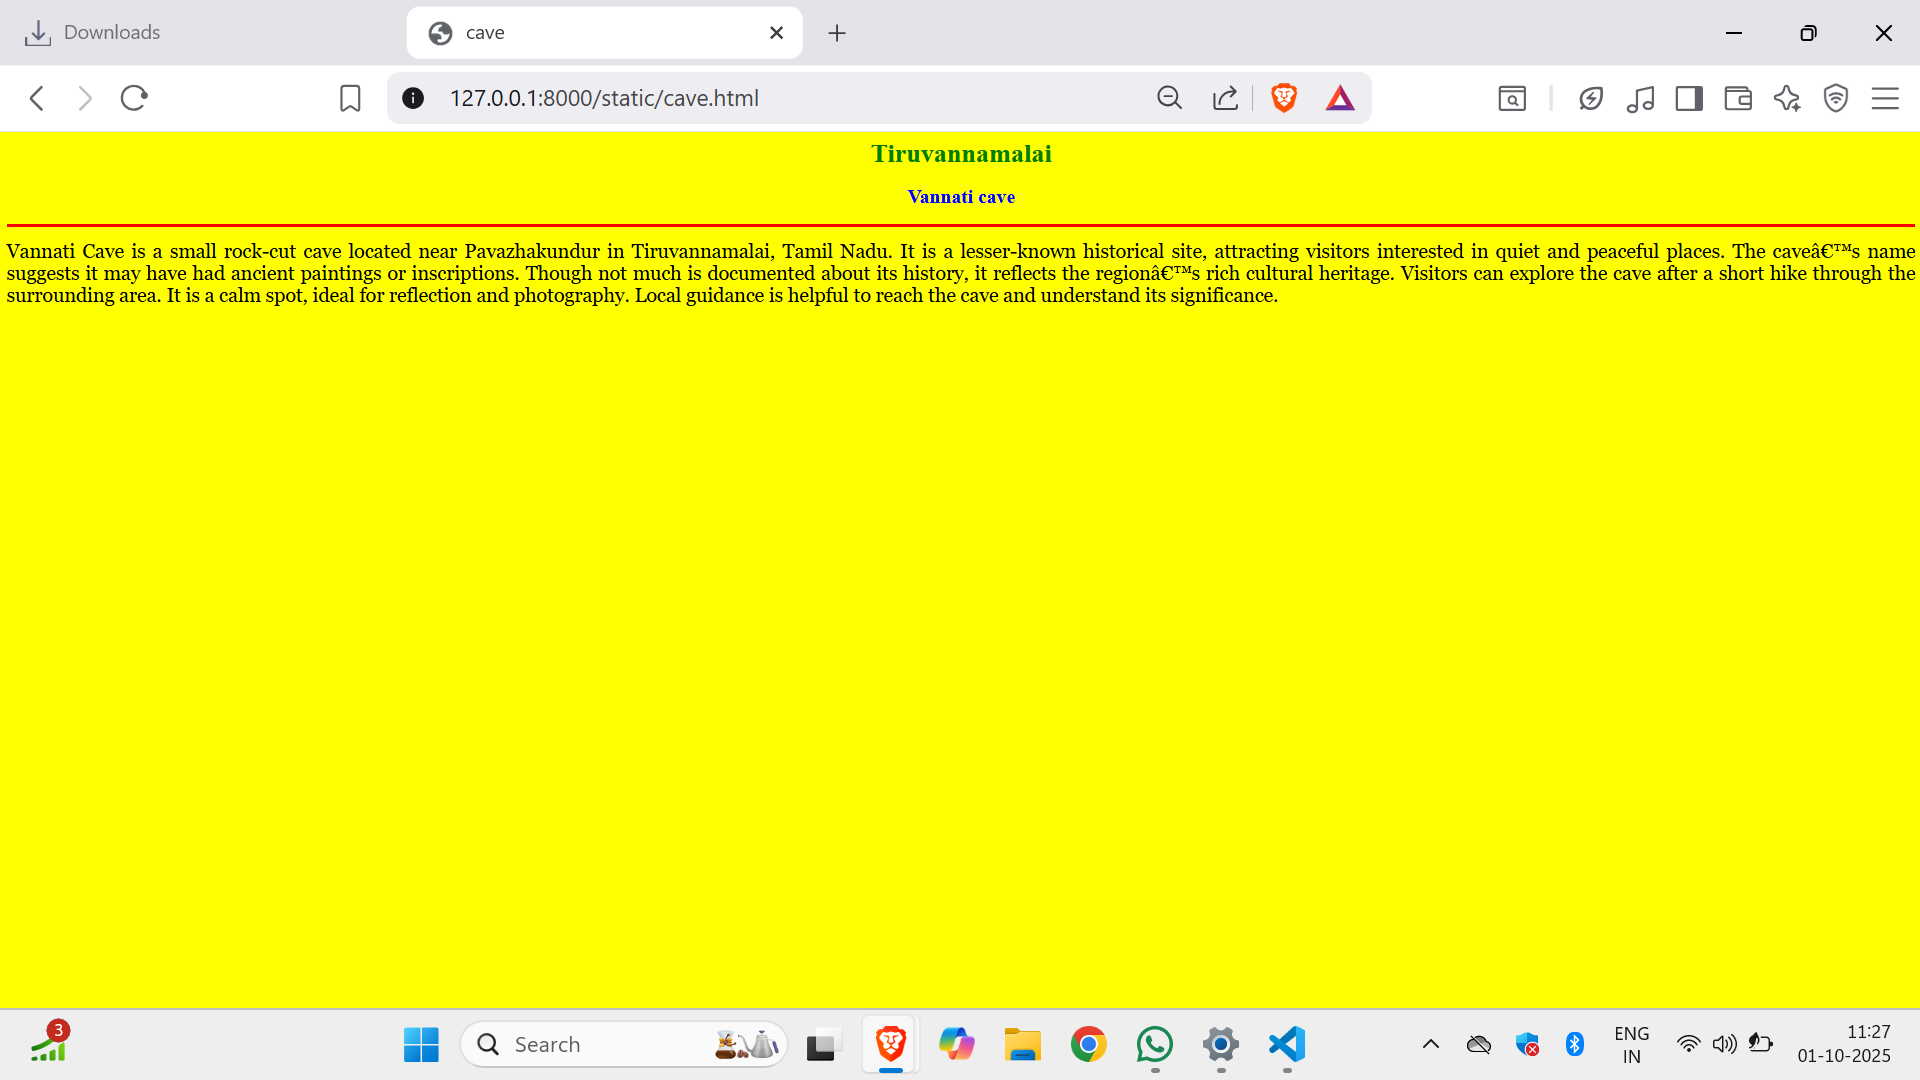 Downloads
cave
127.0.0.1:8000/static/cave.html
Tiruvannamalai
Vannati cave
Vannati Cave is a small rock-cut cave located near Pavazhakundur in Tiruvannamalai, Tamil Nadu. It is a lesser-known historical site, attracting visitors interested in quiet and peaceful places. The caveâ€™s name
suggests it may have had ancient paintings or inscriptions. Though not much is documented about its history, it reflects the regionâ€™s rich cultural heritage. Visitors can explore the cave after a short hike through the
surrounding area. It is a calm spot, ideal for reflection and photography. Local guidance is helpful to reach the cave and understand its significance.
3
Search
ENG
IN
11:27
01-10-2025